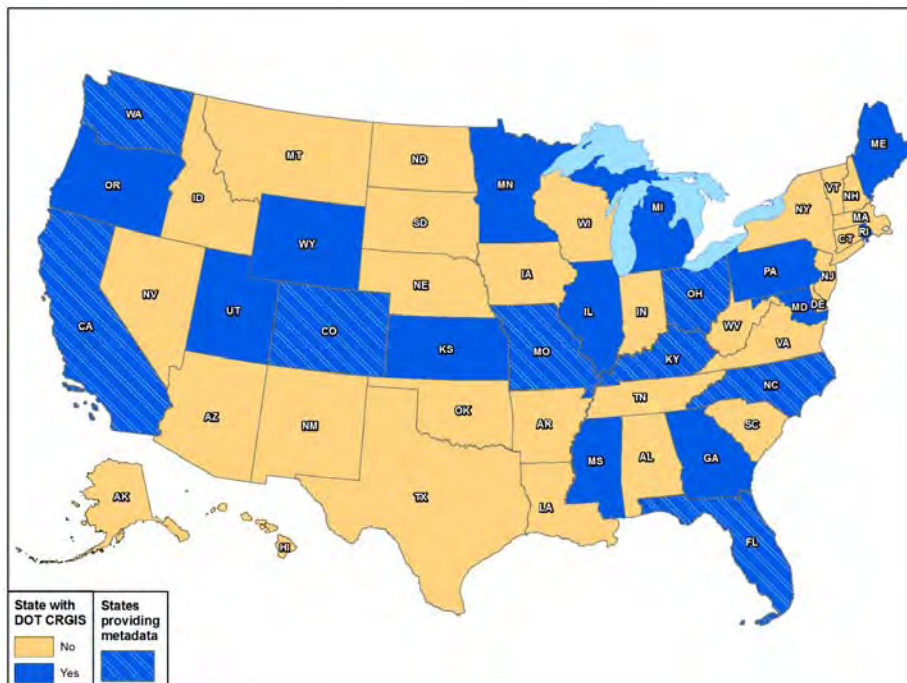 WA
ME
MT
ND
MN
VT
NH
OR
ID
SD
WI
MI
NY
MA
RI
CT
WY
IA
PA
NJ
NE
NV
UT
IL
IN
OH
MD
DE
CA
CO
KS
MO
WV
VA
KY
NC
TN
AZ
NM
OK
AR
SC
MS
AL
GA
AK
TX
LA
HI
FL
State with
DOT CRGIS
No
Yes
States
providing
metadata